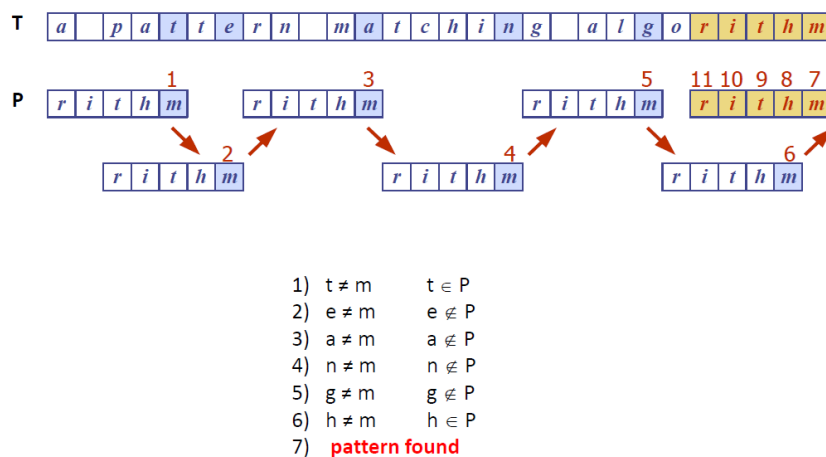 T a p a t t e r n m a t c h i n g a l g o r i t h m
1 3 5 11 10 9 8 7
P r i t h m r i t h m r i t h m r i t h m
2 4 6
r i t h m r i t h m r i t h m
1) t ≠ m t ∈ P
2) e ≠ m e ∉ P
3) a ≠ m a ∉ P
4) n ≠ m n ∉ P
5) g ≠ m g ∉ P
6) h ≠ m h ∈ P
7) pattern found